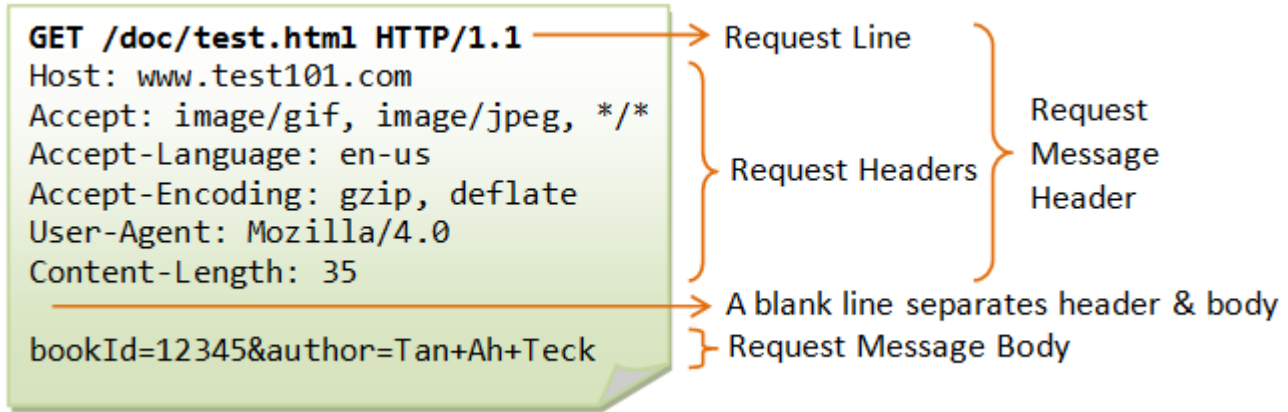 GET /doc/test.html HTTP/1.1
Request Line
Host: www.test101.com
Accept: image/gif, image/jpeg, */*
Accept-Language: en-us
Accept-Encoding: gzip, deflate
User-Agent: Mozilla/4.0
Content-Length: 35
Request Headers
Request
Message
Header
A blank line separates header & body
bookId=12345&author=Tan+Ah+Teck
Request Message Body